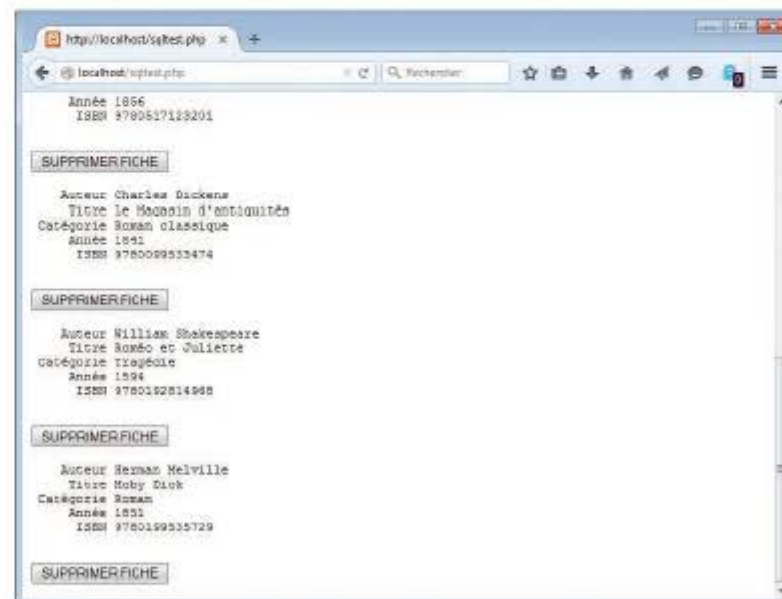 http://localhost/sqltest.php × +
localhost/sqltest.php Rechercher
0
Année 1856
ISBN 9780517123201
SUPPRIMER FICHE
Auteur Charles Dickens
Titre le Magasin d'antiquités
Catégorie Roman classique
Année 1841
ISBN 9780099533474
SUPPRIMER FICHE
Auteur William Shakespeare
Titre Roméo et Juliette
Catégorie Tragédie
Année 1594
ISBN 9780192814968
SUPPRIMER FICHE
Auteur Herman Melville
Titre Moby Dick
Catégorie Roman
Année 1851
ISBN 9780199535729
SUPPRIMER FICHE